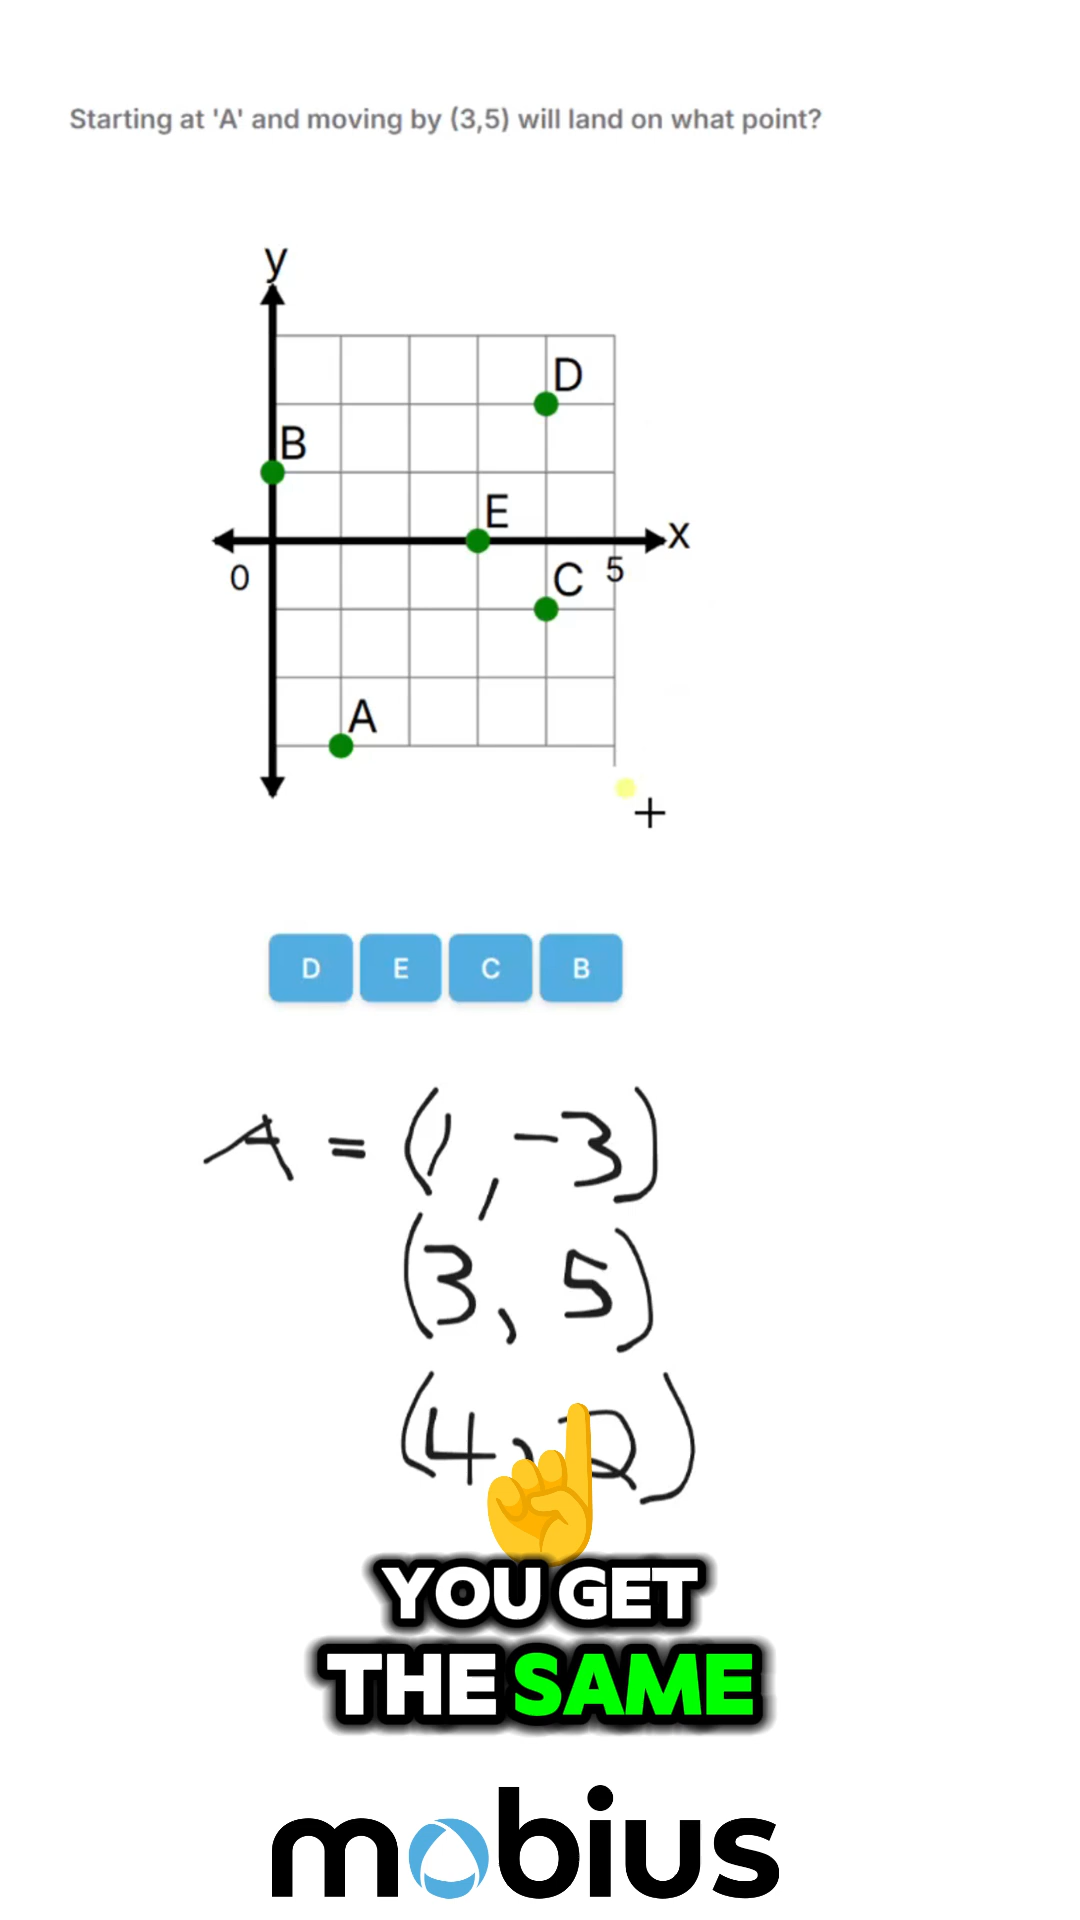 Starting at 'A' and moving by (3,5) will land on what point?
y
D
B
E
x
0
C 5
A
D E C B
A = (1, -3)
(3, 5)
(4, 2)
YOU GET
THE SAME
mobius